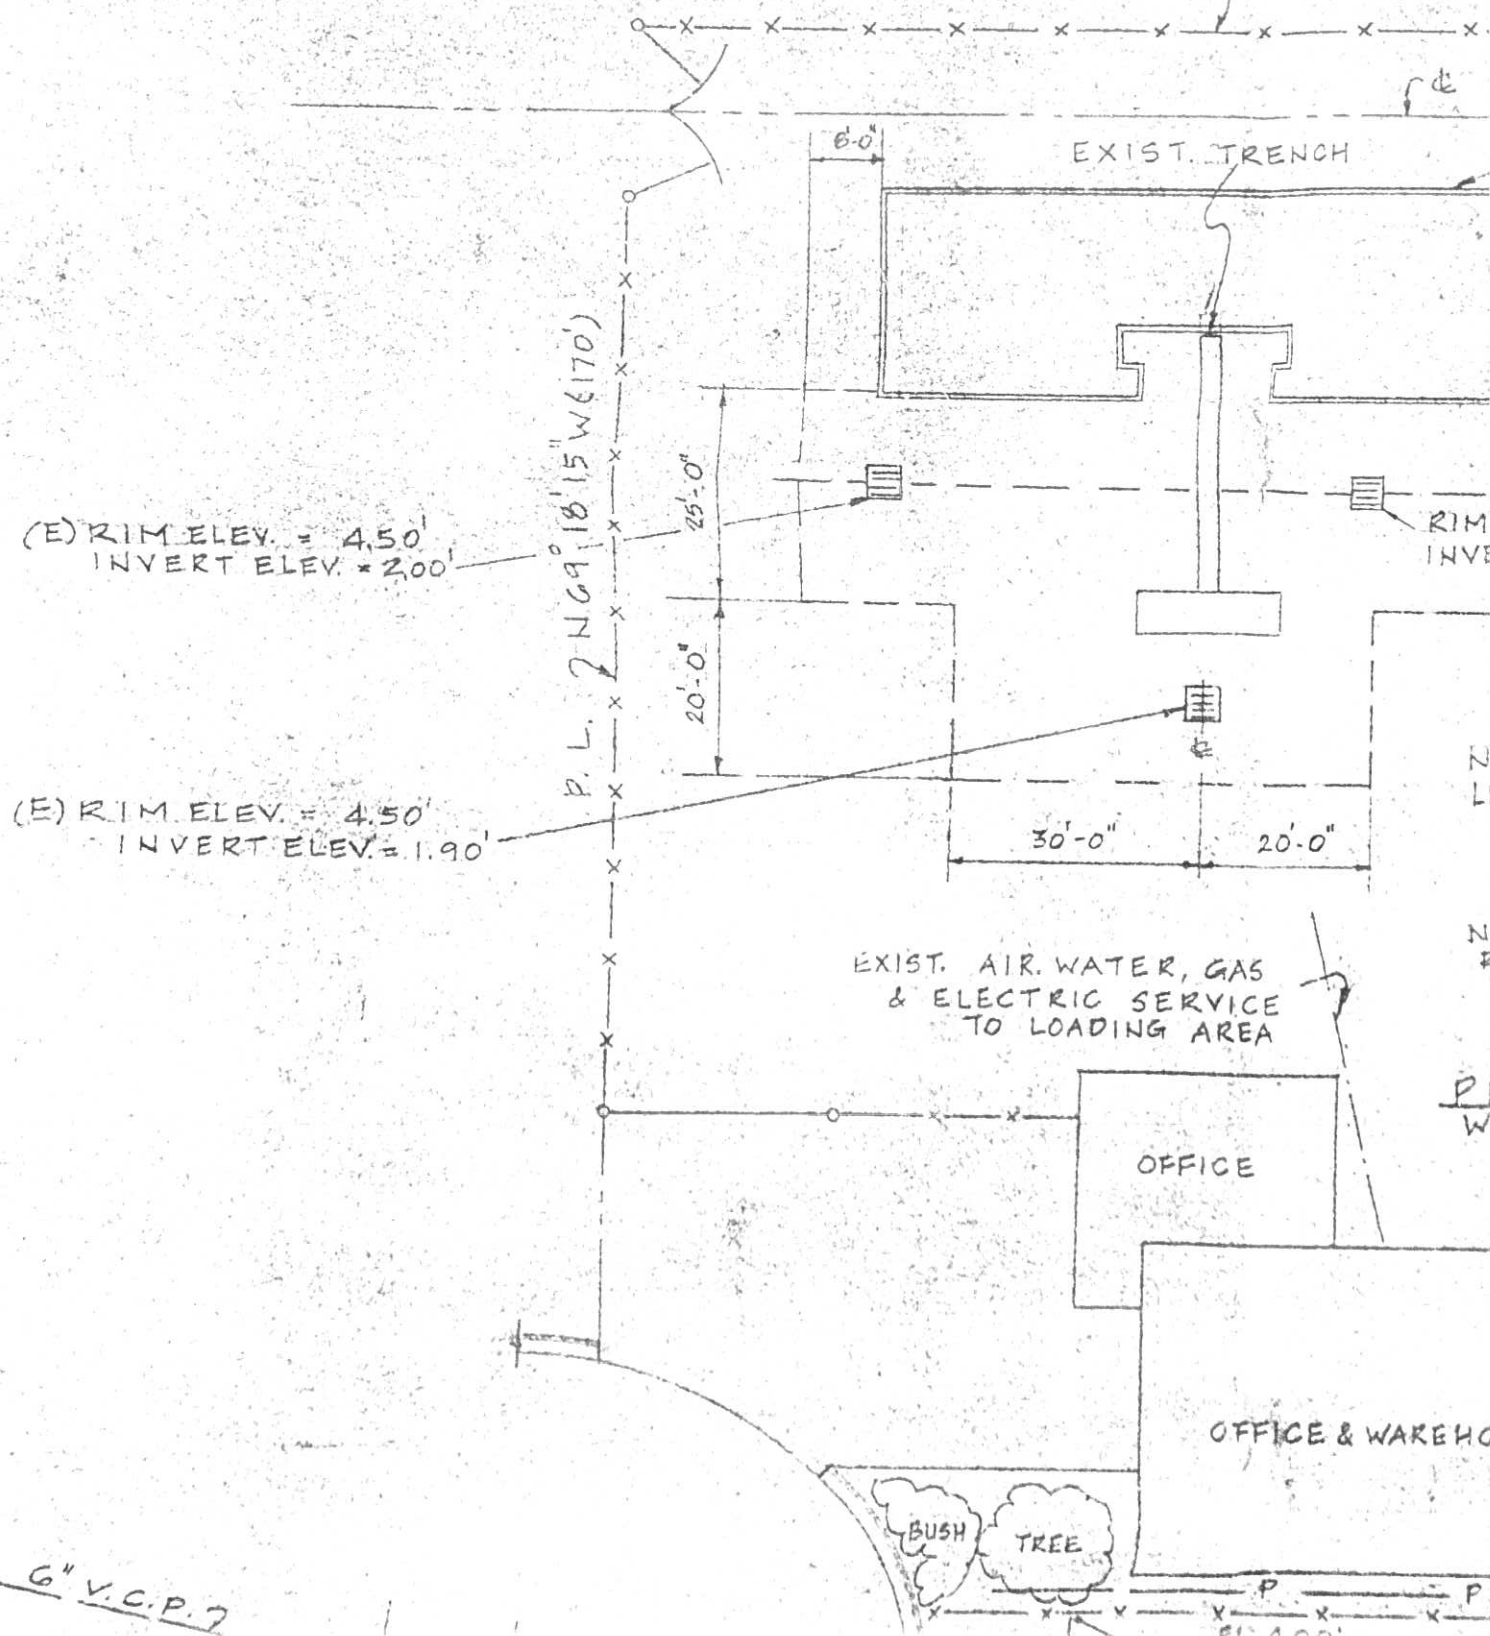 ℄
8'-0"
EXIST. TRENCH
P. L. N69° 18' 15" W (170')
25'-0"
(E) RIM ELEV. = 4.50'
INVERT ELEV. = 2.00'
RIM
INVE
20'-0"
℄
(E) RIM ELEV. = 4.50'
INVERT ELEV. = 1.90'
30'-0"
20'-0"
EXIST. AIR. WATER, GAS
& ELECTRIC SERVICE
TO LOADING AREA
OFFICE
OFFICE & WAREHO
BUSH
TREE
P
P
6" V.C.P.